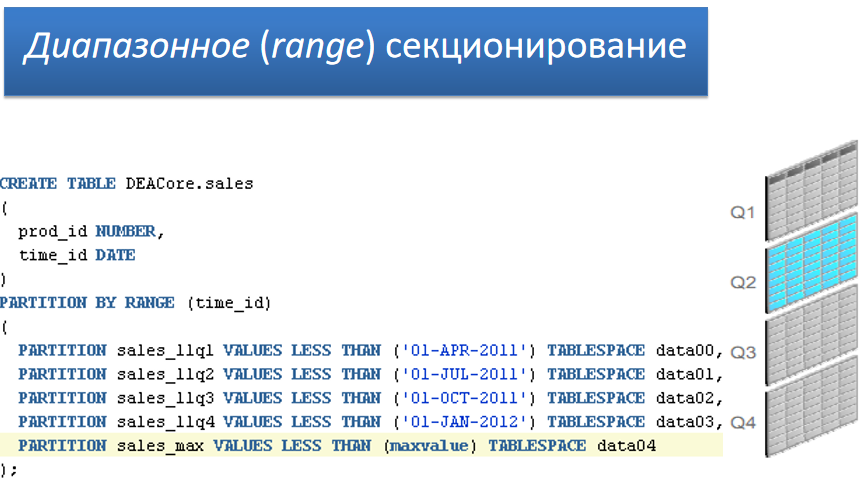 Диапазонное (range) секционирование
CREATE TABLE DEACore.sales
(
prod_id NUMBER,
time_id DATE
)
PARTITION BY RANGE (time_id)
(
PARTITION sales_11q1 VALUES LESS THAN ('01-APR-2011') TABLESPACE data00,
PARTITION sales_11q2 VALUES LESS THAN ('01-JUL-2011') TABLESPACE data01,
PARTITION sales_11q3 VALUES LESS THAN ('01-OCT-2011') TABLESPACE data02,
PARTITION sales_11q4 VALUES LESS THAN ('01-JAN-2012') TABLESPACE data03,
PARTITION sales_max VALUES LESS THAN (maxvalue) TABLESPACE data04
);
Q1
Q2
Q3
Q4